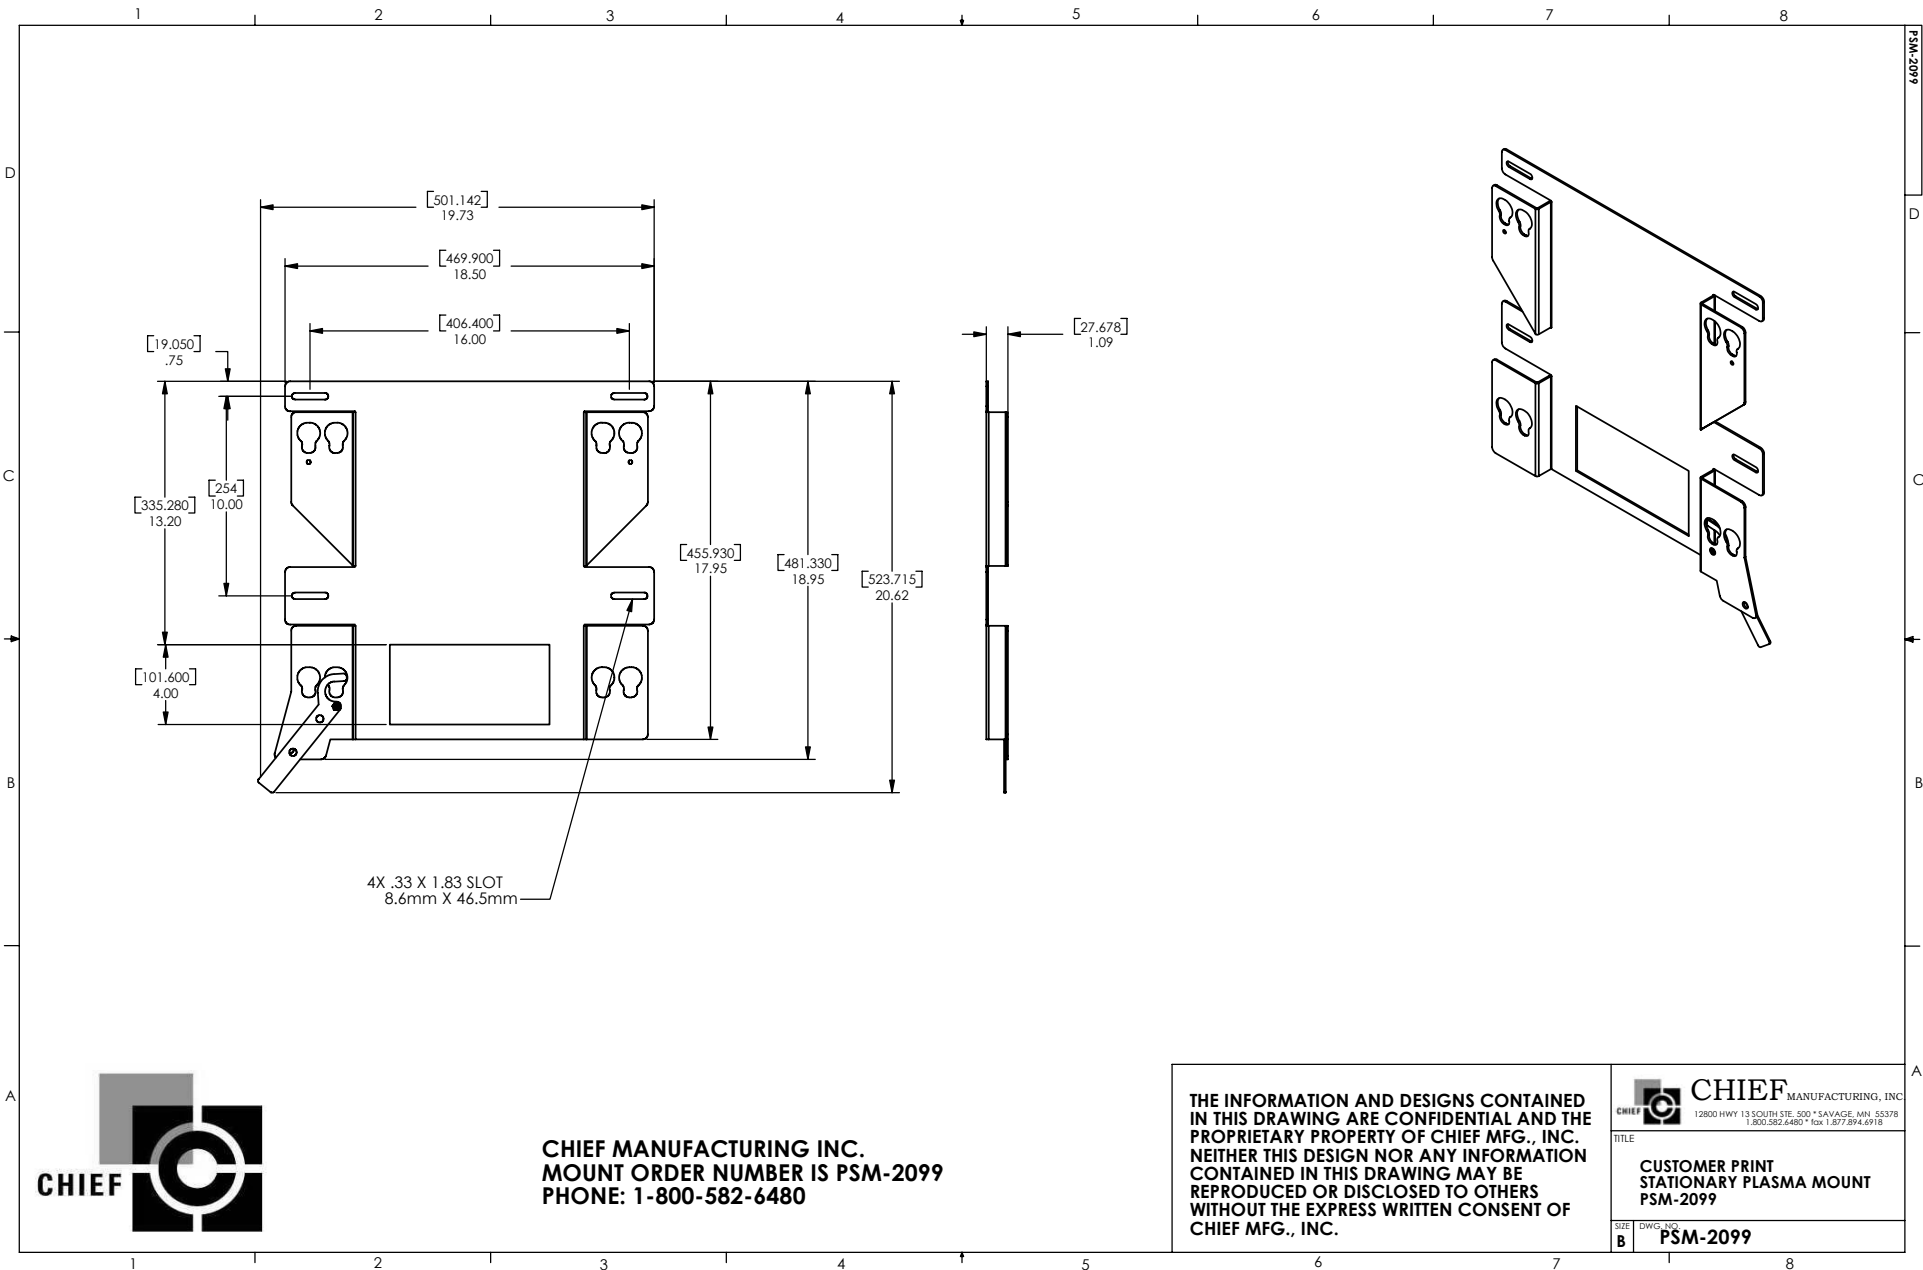 1 2 3 4 5 6 7 8
PSM-2099
D
D
[501.142]
19.73
[469.900]
18.50
[406.400]
16.00
[19.050]
.75
[27.678]
1.09
C
C
[254]
10.00
[335.280]
13.20
[455.930]
17.95
[481.330]
18.95
[523.715]
20.62
[101.600]
4.00
B
B
4X .33 X 1.83 SLOT
8.6mm X 46.5mm
A
A
CHIEF
CHIEF MANUFACTURING INC.
MOUNT ORDER NUMBER IS PSM-2099
PHONE: 1-800-582-6480
THE INFORMATION AND DESIGNS CONTAINED
IN THIS DRAWING ARE CONFIDENTIAL AND THE
PROPRIETARY PROPERTY OF CHIEF MFG., INC.
NEITHER THIS DESIGN NOR ANY INFORMATION
CONTAINED IN THIS DRAWING MAY BE
REPRODUCED OR DISCLOSED TO OTHERS
WITHOUT THE EXPRESS WRITTEN CONSENT OF
CHIEF MFG., INC.
CHIEF
CHIEF MANUFACTURING, INC.
12800 HWY 13 SOUTH STE. 500 * SAVAGE, MN 55378
1.800.582.6480 * fax 1.877.894.6918
TITLE
CUSTOMER PRINT
STATIONARY PLASMA MOUNT
PSM-2099
SIZE
B
DWG. NO.
PSM-2099
1 2 3 4 5 6 7 8